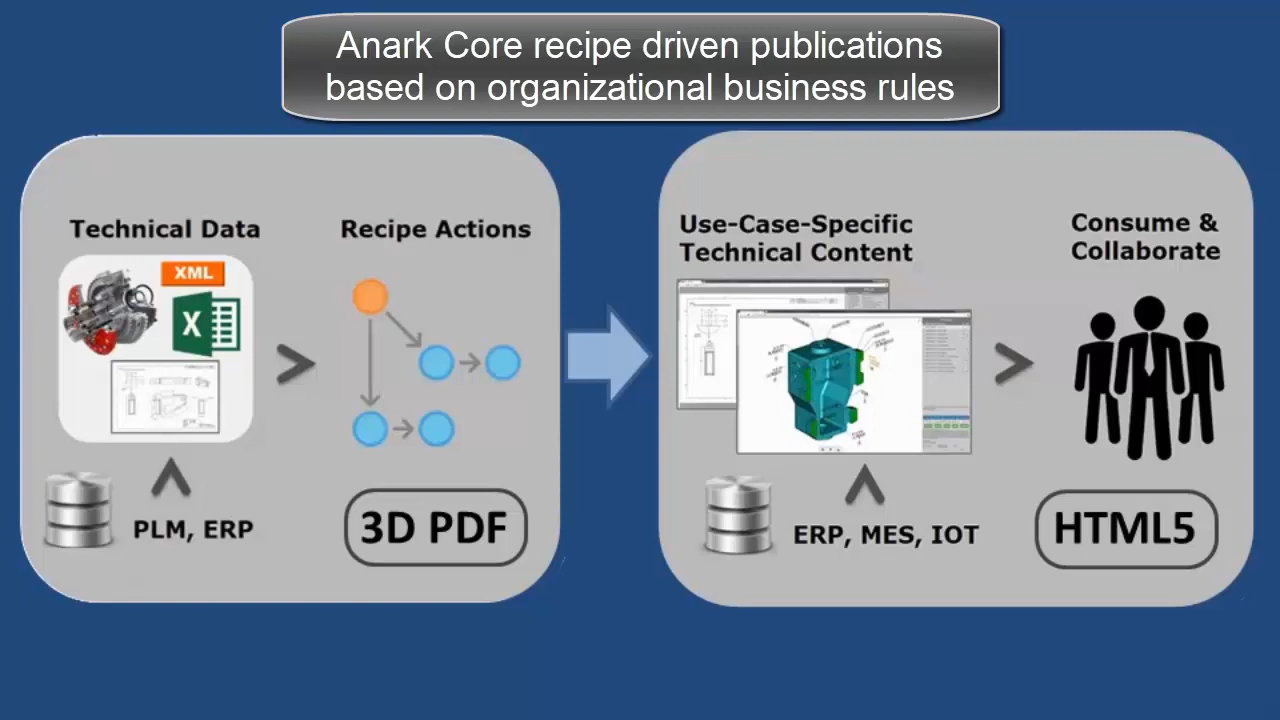 Anark Core recipe driven publications
based on organizational business rules
Technical Data
XML
X
PLM, ERP
Recipe Actions
3D PDF
Use-Case-Specific
Technical Content
ERP, MES, IOT
Consume &
Collaborate
HTML5